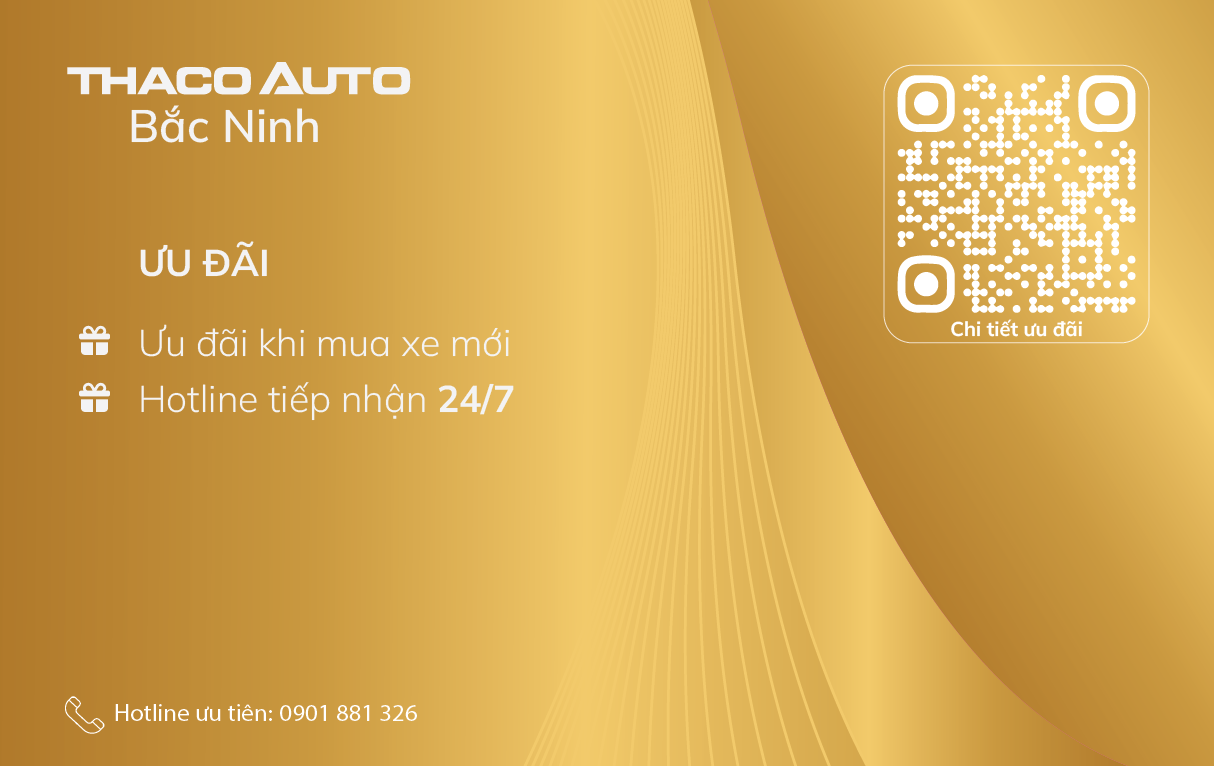 THACO AUTO
Bắc Ninh
ƯU ĐÃI
Ưu đãi khi mua xe mới
Hotline tiếp nhận 24/7
Chi tiết ưu đãi
Hotline ưu tiên: 0901 881 326